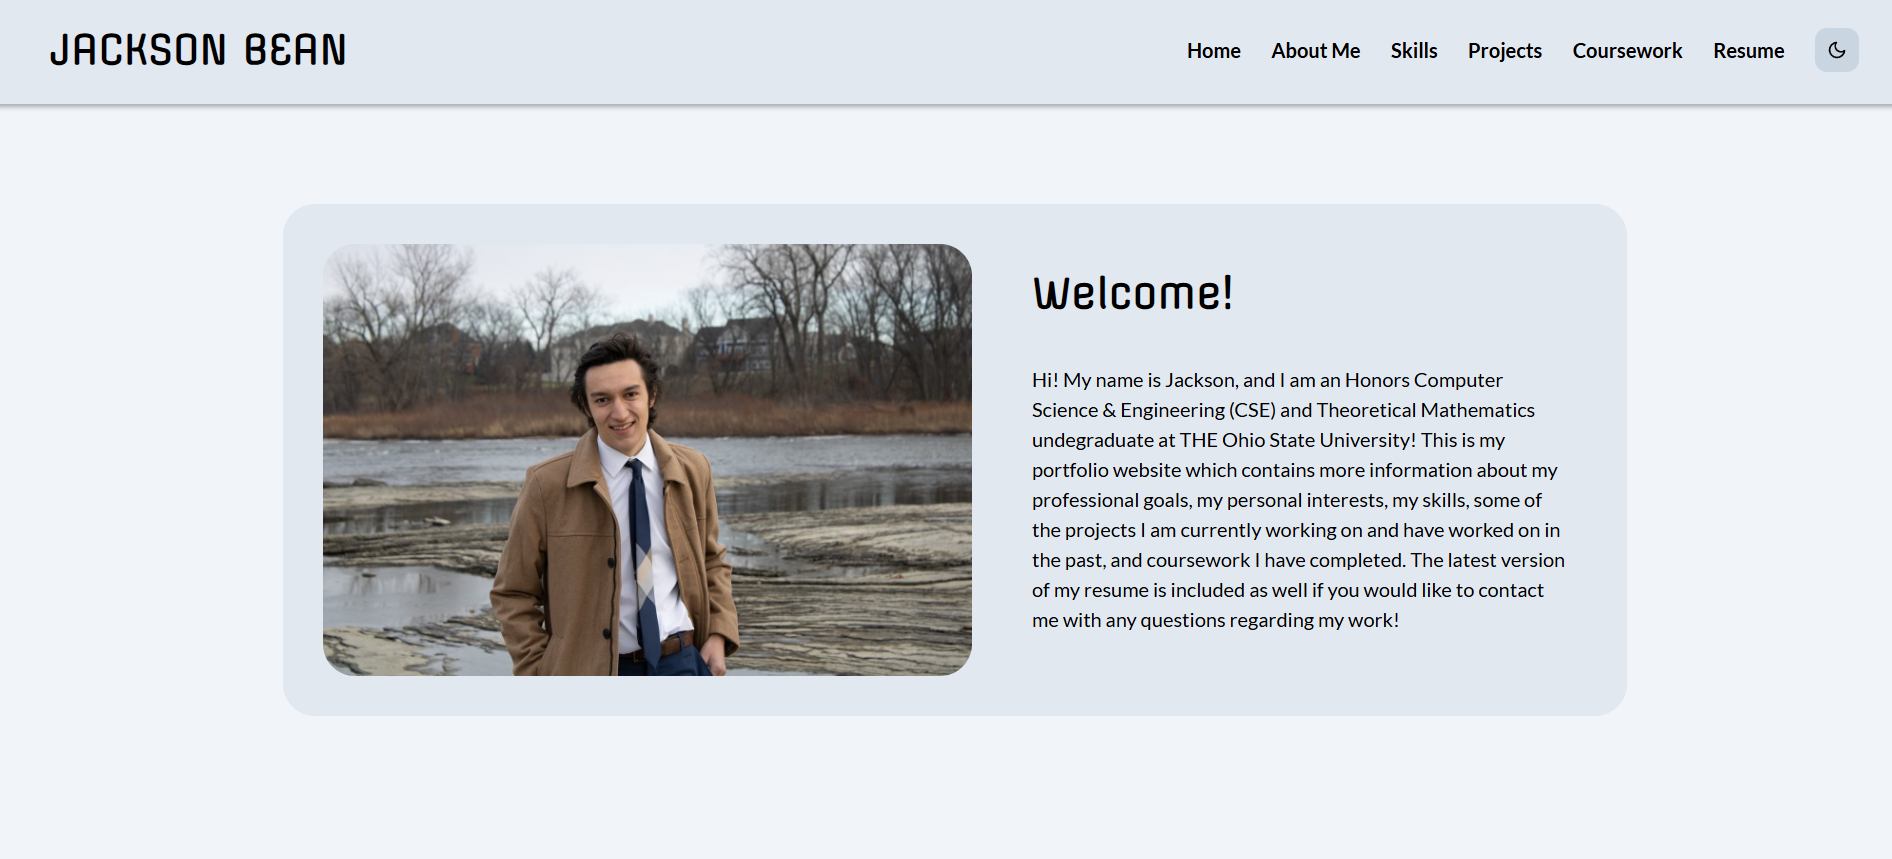 JACKSON BEAN
Home About Me Skills Projects Coursework Resume
Welcome!
Hi! My name is Jackson, and I am an Honors Computer
Science & Engineering (CSE) and Theoretical Mathematics
undegraduate at THE Ohio State University! This is my
portfolio website which contains more information about my
professional goals, my personal interests, my skills, some of
the projects I am currently working on and have worked on in
the past, and coursework I have completed. The latest version
of my resume is included as well if you would like to contact
me with any questions regarding my work!